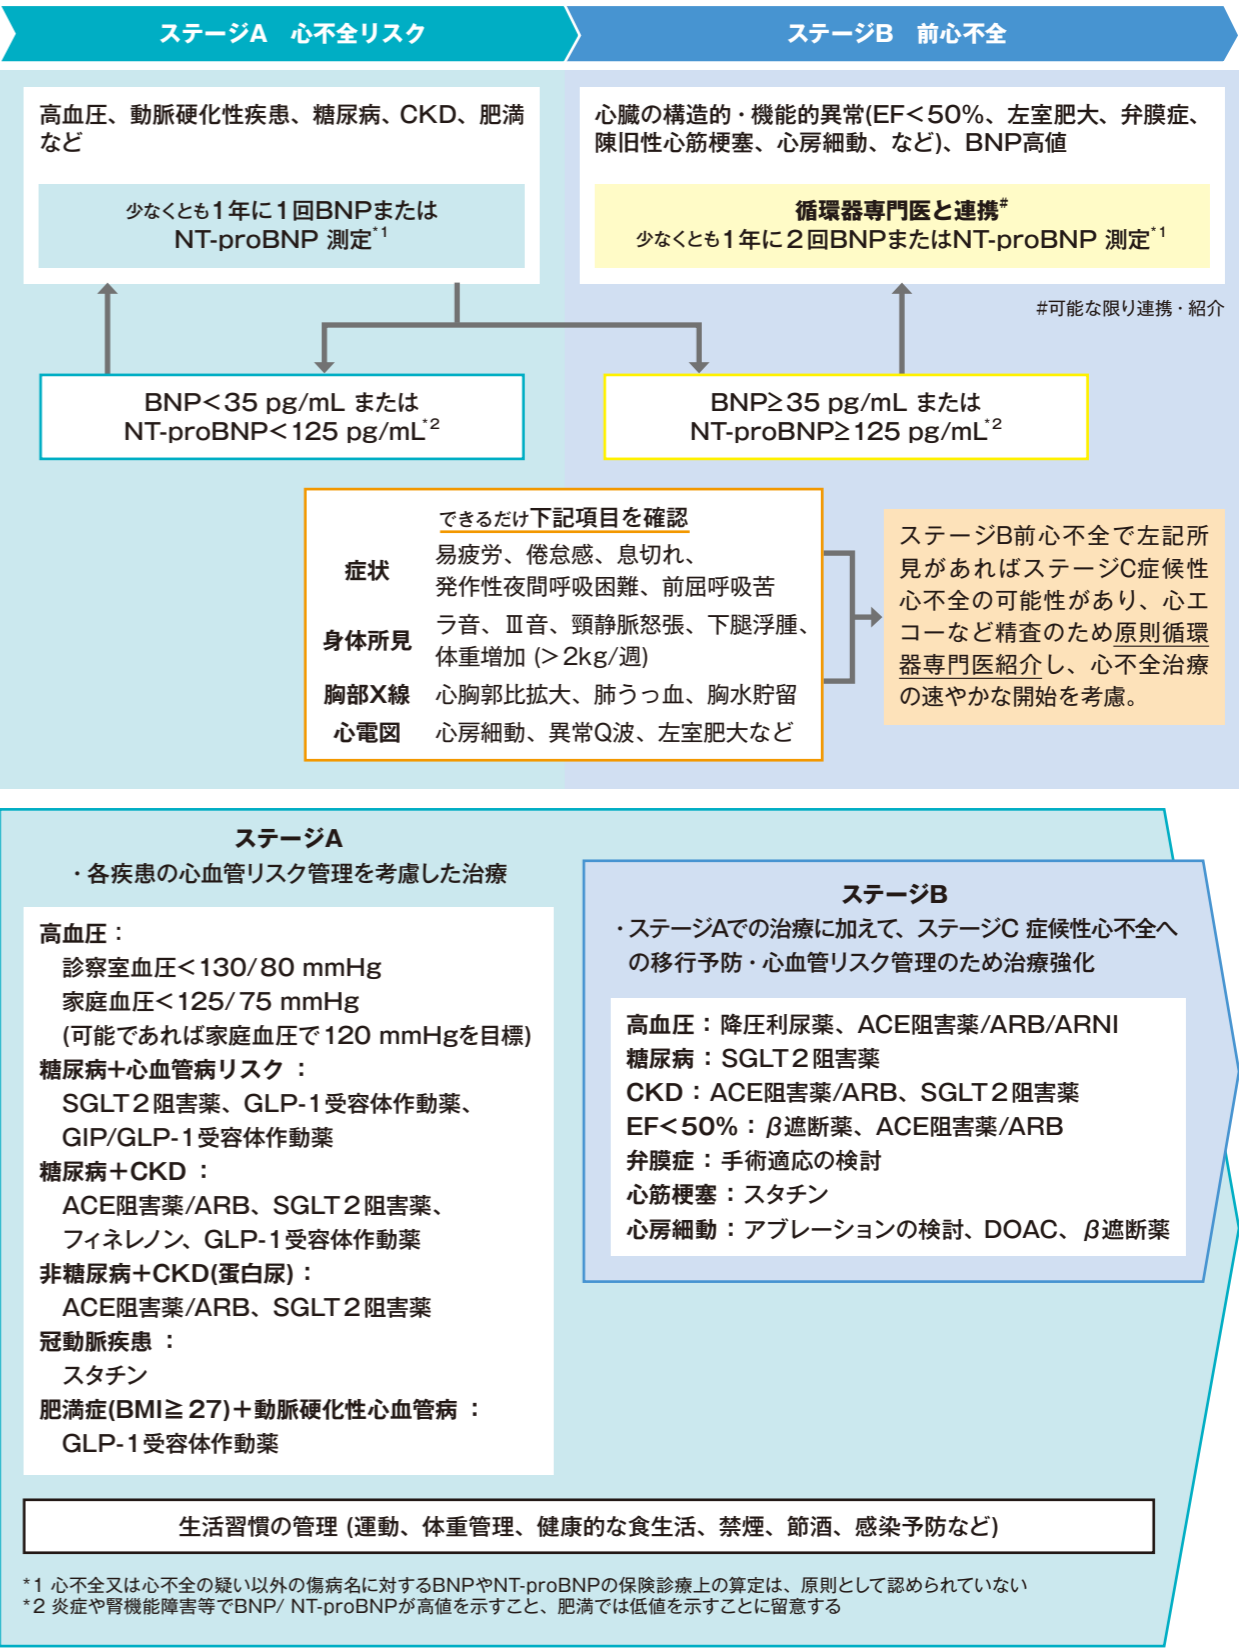 ステージA 心不全リスク
ステージB 前心不全
高血圧、動脈硬化性疾患、糖尿病、CKD、肥満
など
少なくとも1年に1回BNPまたは
NT-proBNP 測定*1
心臓の構造的・機能的異常(EF<50%、左室肥大、弁膜症、
陳旧性心筋梗塞、心房細動、など)、BNP高値
循環器専門医と連携#
少なくとも1年に2回BNPまたはNT-proBNP 測定*1
#可能な限り連携・紹介
BNP<35 pg/mL または
NT-proBNP<125 pg/mL*2
BNP≥35 pg/mL または
NT-proBNP≥125 pg/mL*2
できるだけ下記項目を確認
症状 易疲労、倦怠感、息切れ、
発作性夜間呼吸困難、前屈呼吸苦
身体所見 ラ音、Ⅲ音、頸静脈怒張、下腿浮腫、
体重増加 (>2kg/週)
胸部X線 心胸郭比拡大、肺うっ血、胸水貯留
心電図 心房細動、異常Q波、左室肥大など
ステージB前心不全で左記所
見があればステージC症候性
心不全の可能性があり、心エ
コーなど精査のため原則循環
器専門医紹介し、心不全治療
の速やかな開始を考慮。
ステージA
・各疾患の心血管リスク管理を考慮した治療
高血圧：
診察室血圧<130/80 mmHg
家庭血圧<125/75 mmHg
(可能であれば家庭血圧で120 mmHgを目標)
糖尿病+心血管病リスク：
SGLT2阻害薬、GLP-1受容体作動薬、
GIP/GLP-1受容体作動薬
糖尿病+CKD：
ACE阻害薬/ARB、SGLT2阻害薬、
フィネレノン、GLP-1受容体作動薬
非糖尿病+CKD(蛋白尿)：
ACE阻害薬/ARB、SGLT2阻害薬
冠動脈疾患：
スタチン
肥満症(BMI≧27)+動脈硬化性心血管病：
GLP-1受容体作動薬
ステージB
・ステージAでの治療に加えて、ステージC 症候性心不全へ
の移行予防・心血管リスク管理のため治療強化
高血圧：降圧利尿薬、ACE阻害薬/ARB/ARNI
糖尿病：SGLT2阻害薬
CKD：ACE阻害薬/ARB、SGLT2阻害薬
EF<50%：β遮断薬、ACE阻害薬/ARB
弁膜症：手術適応の検討
心筋梗塞：スタチン
心房細動：アブレーションの検討、DOAC、β遮断薬
生活習慣の管理 (運動、体重管理、健康的な食生活、禁煙、節酒、感染予防など)
*1 心不全又は心不全の疑い以外の傷病名に対するBNPやNT-proBNPの保険診療上の算定は、原則として認められていない
*2 炎症や腎機能障害等でBNP/ NT-proBNPが高値を示すこと、肥満では低値を示すことに留意する